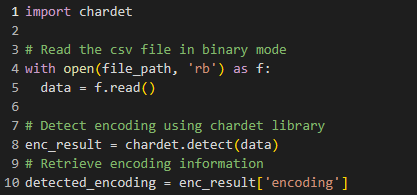 1 import chardet
2
3 # Read the csv file in binary mode
4 with open(file_path, 'rb') as f:
5   data = f.read()
6
7 # Detect encoding using chardet library
8 enc_result = chardet.detect(data)
9 # Retrieve encoding information
10 detected_encoding = enc_result['encoding']